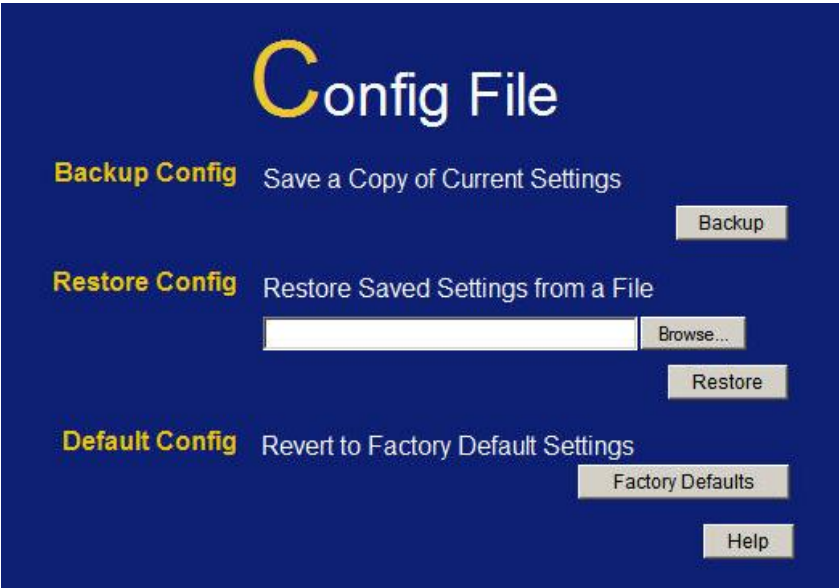 Config File
Backup Config Save a Copy of Current Settings
Backup
Restore Config Restore Saved Settings from a File
Browse...
Restore
Default Config Revert to Factory Default Settings
Factory Defaults
Help